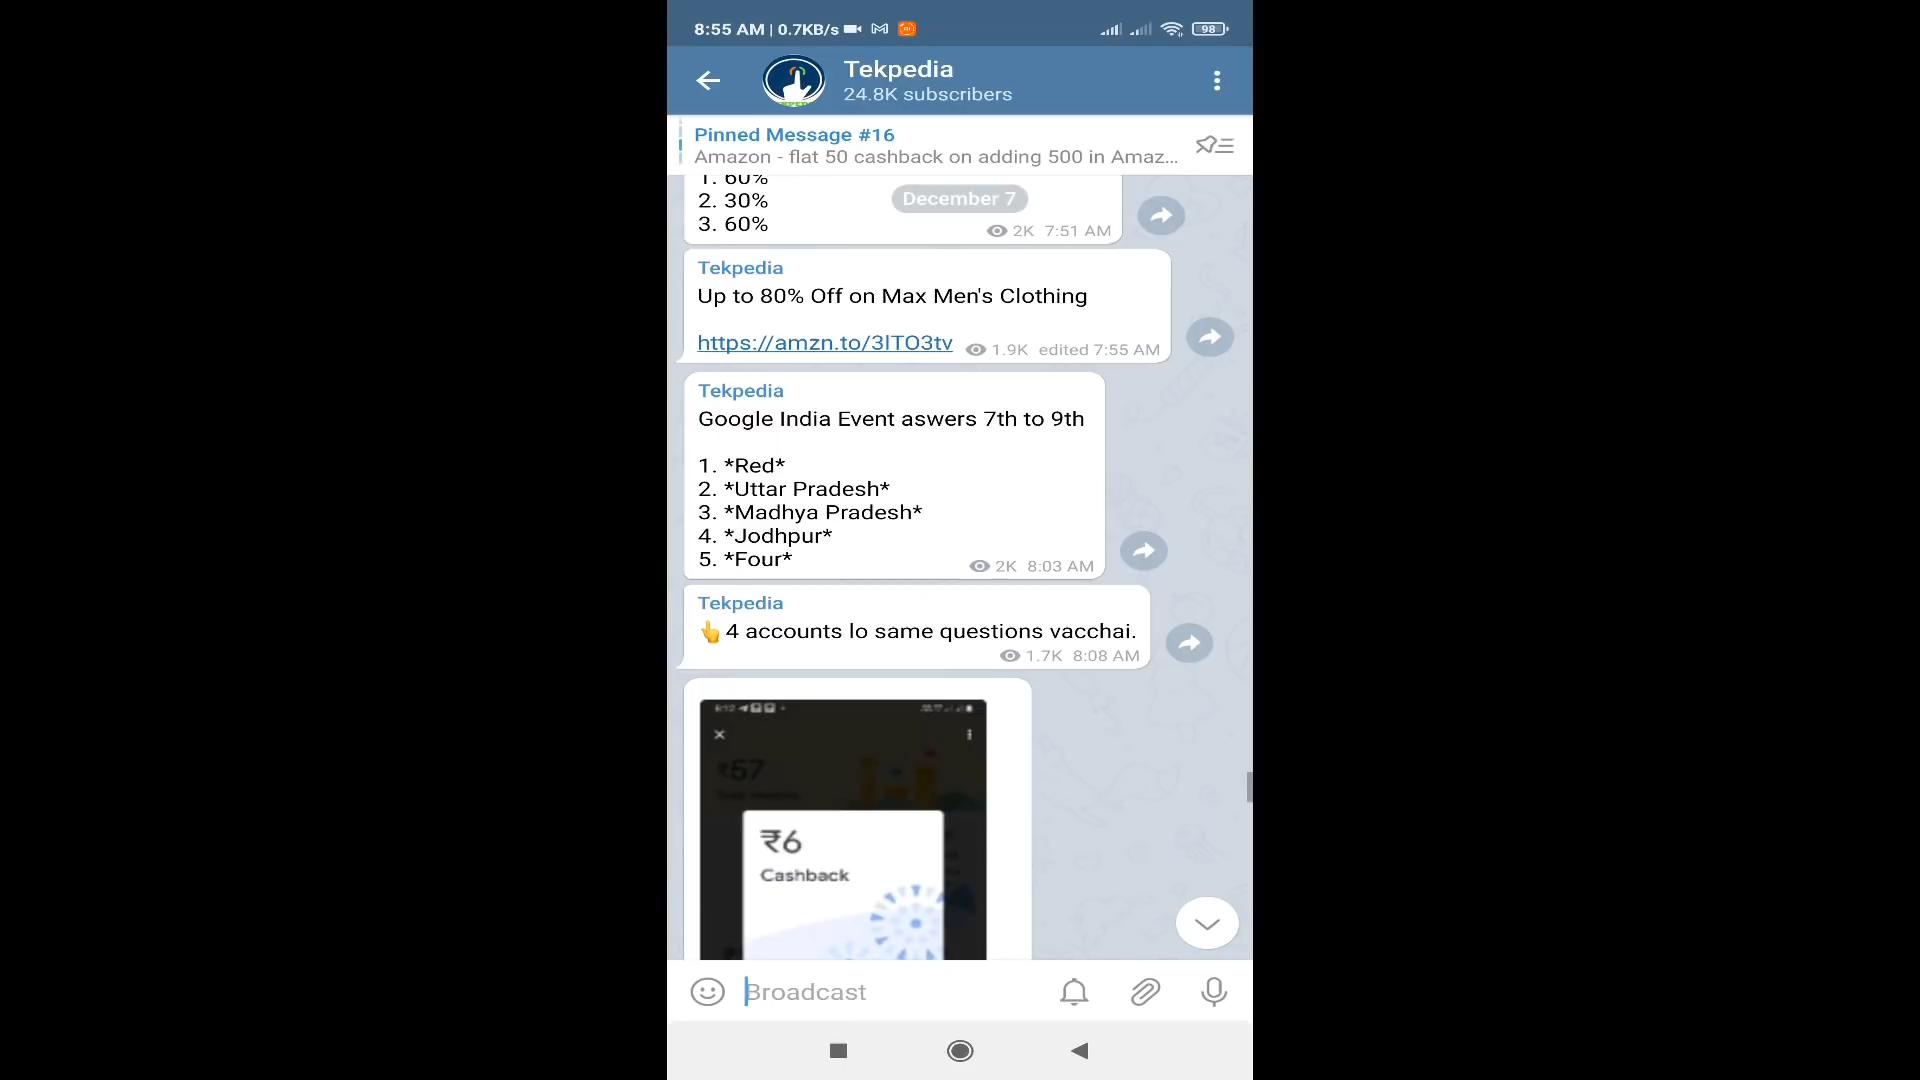 8:55 AM | 0.7KB/s
98
Tekpedia
24.8K subscribers
Pinned Message #16
Amazon - flat 50 cashback on adding 500 in Amaz...
1. 60%
2. 30%
3. 60%
December 7
2K 7:51 AM
Tekpedia
Up to 80% Off on Max Men's Clothing
https://amzn.to/3lTO3tv
1.9K edited 7:55 AM
Tekpedia
Google India Event aswers 7th to 9th
1. *Red*
2. *Uttar Pradesh*
3. *Madhya Pradesh*
4. *Jodhpur*
5. *Four*
2K 8:03 AM
Tekpedia
👆4 accounts lo same questions vacchai.
1.7K 8:08 AM
₹57
₹6
Cashback
Broadcast